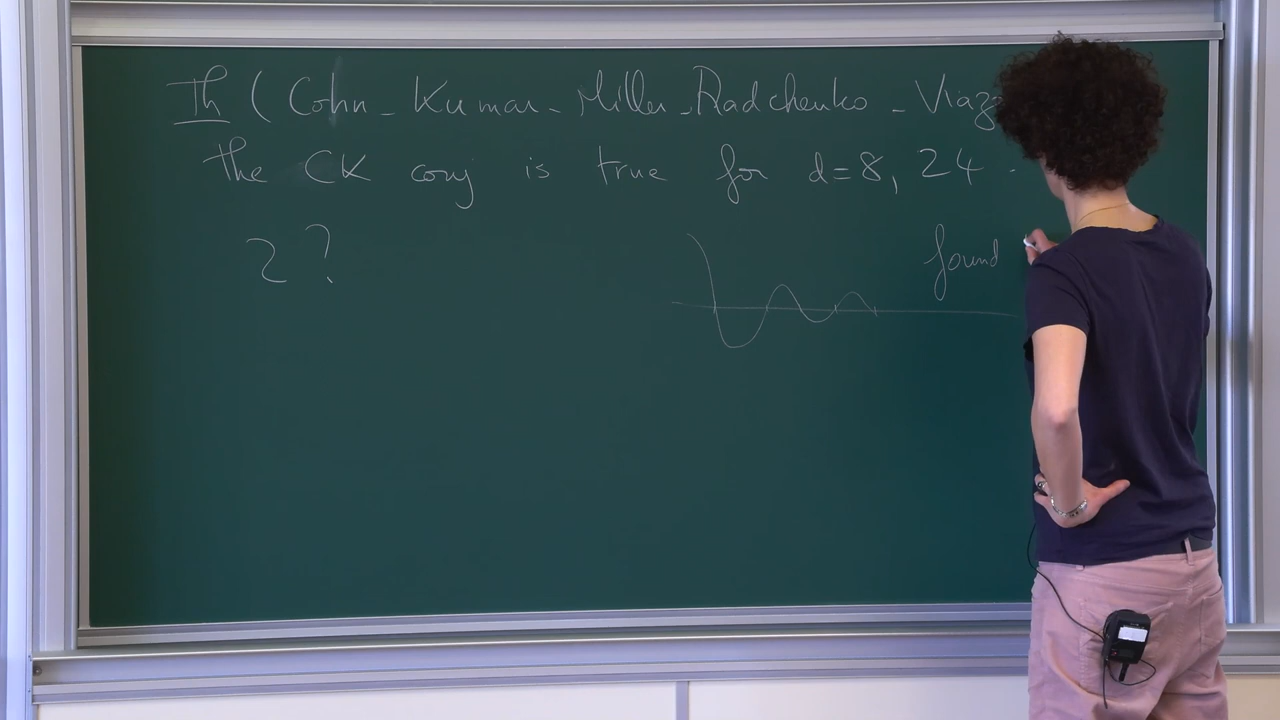 Th (Cohn - Kumar - Miller - Radchenko - Viaz
the CK conj is true for d=8, 24.
2?
found